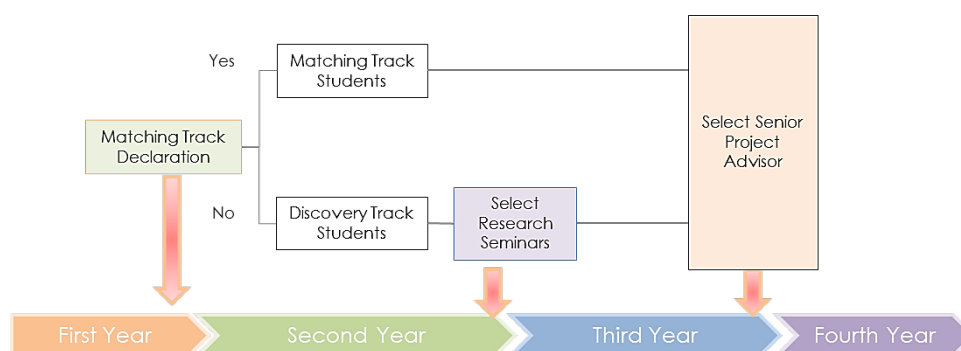 Yes
Matching Track
Students
Matching Track
Declaration
Select Senior
Project
Advisor
No
Discovery Track
Students
Select
Research
Seminars
First Year
Second Year
Third Year
Fourth Year